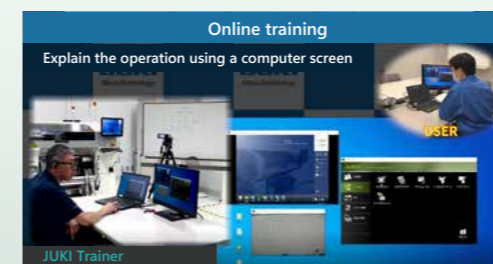 Online training
Explain the operation using a computer screen
USER
JUKI Trainer